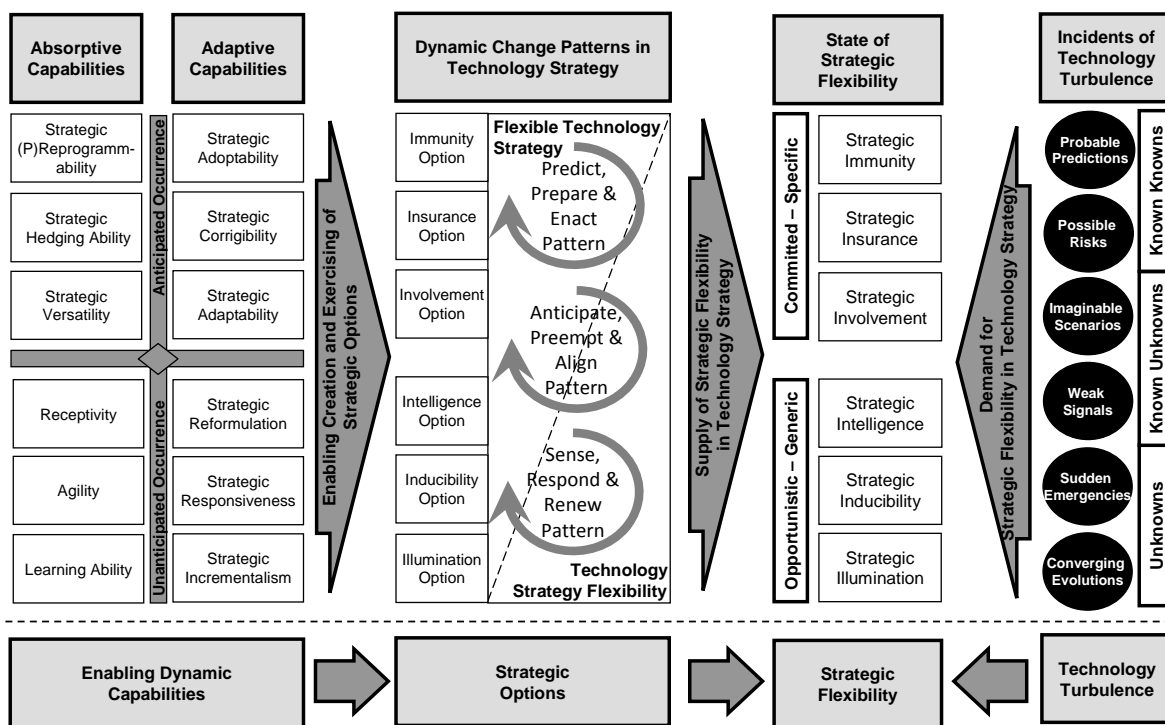 Absorptive
Capabilities
Adaptive
Capabilities
Dynamic Change Patterns in
Technology Strategy
State of
Strategic
Flexibility
Incidents of
Technology
Turbulence
Strategic
(P)Reprogramm-
ability
Strategic
Hedging Ability
Strategic
Versatility
Receptivity
Agility
Learning Ability
Anticipated Occurrence
Unanticipated Occurrence
Strategic
Adoptability
Strategic
Corrigibility
Strategic
Adaptability
Strategic
Reformulation
Strategic
Responsiveness
Strategic
Incrementalism
Enabling Creation and Exercising of
Strategic Options
Immunity
Option
Insurance
Option
Involvement
Option
Intelligence
Option
Inducibility
Option
Illumination
Option
Flexible Technology
Strategy
Predict,
Prepare &
Enact
Pattern
Anticipate,
Preempt &
Align
Pattern
Sense,
Respond &
Renew
Pattern
Technology
Strategy Flexibility
Supply of Strategic Flexibility
in Technology Strategy
Committed – Specific
Opportunistic – Generic
Strategic
Immunity
Strategic
Insurance
Strategic
Involvement
Strategic
Intelligence
Strategic
Inducibility
Strategic
Illumination
Demand for
Strategic Flexibility in Technology Strategy
Probable
Predictions
Possible
Risks
Imaginable
Scenarios
Weak
Signals
Sudden
Emergencies
Converging
Evolutions
Known Knowns
Known Unknowns
Unknowns
Enabling Dynamic
Capabilities
Strategic
Options
Strategic
Flexibility
Technology
Turbulence